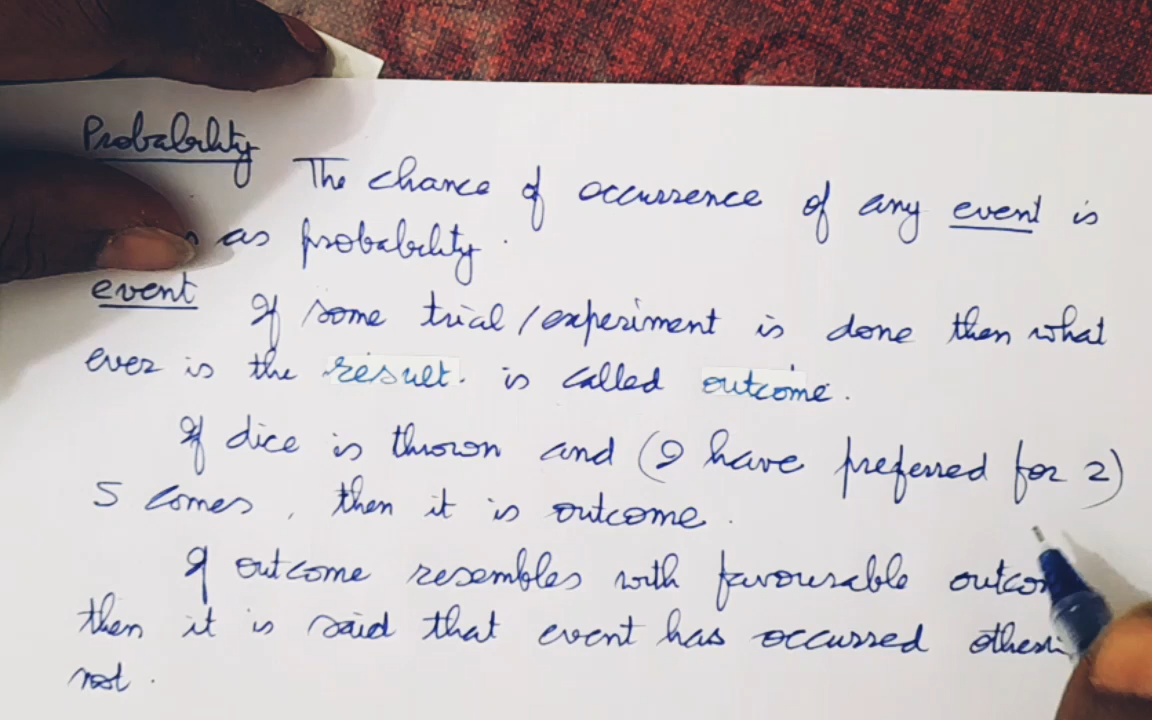 Probability The chance of occurrence of any event is
as probability.
event If some trial/experiment is done then what
ever is the result. is called outcome.
If dice is thrown and (I have preferred for 2)
5 comes, then it is outcome.
If outcome resembles with favourable
then it is said that event has occurred
not.